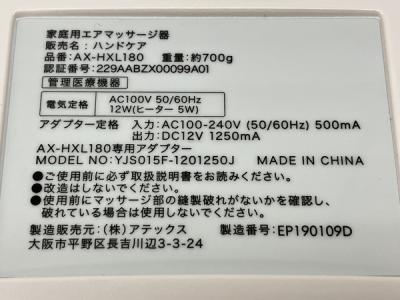 家庭用エアマッサージ器
販売名：ハンドケア
品番：AX-HXL180 重量：約700g
認証番号：229AABZX00099A01
管理医療機器
電気定格 AC100V 50/60Hz
12W(ヒーター 5W)
アダプター定格 入力：AC100-240V (50/60Hz) 500mA
出力：DC12V 1250mA
AX-HXL180専用アダプター
MODEL NO：YJS015F-1201250J MADE IN CHINA
●ご使用前に必ず取扱説明書をお読みください。
●改造はしないでください。
●使用前にマッサージ部の縫製破れがないかを確認し、
破れている場合は使用しないでください。
製造販売元：(株)アテックス 製造番号：EP190109D
大阪市平野区長吉川辺3-3-24